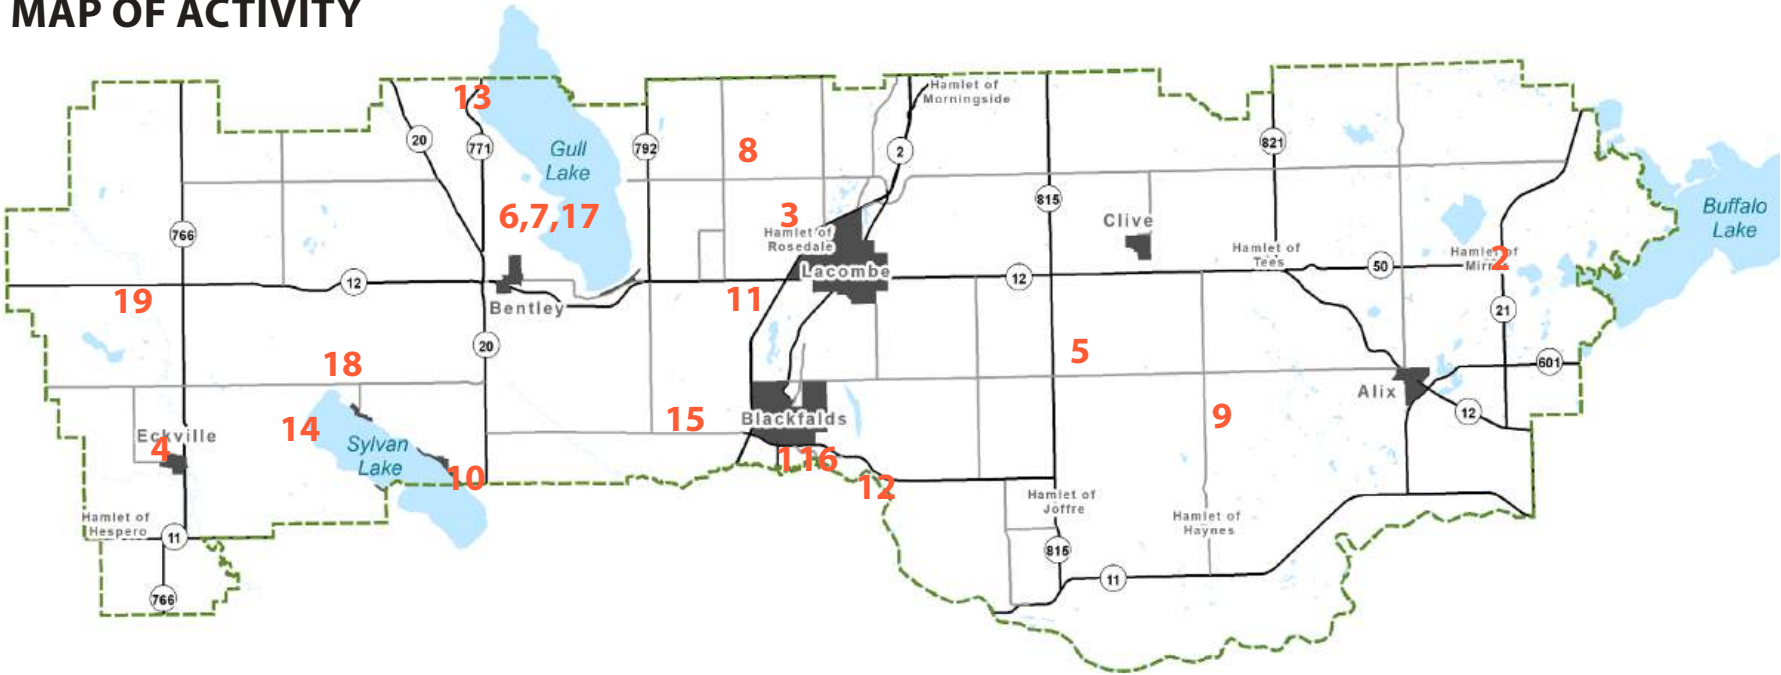 MAP OF ACTIVITY
Hamlet of
Morningside
13
20
771
792
8
2
821
Gull
Lake
815
Buffalo
Lake
6,7,17
3
Clive
766
Hamlet of
Rosedale
Hamlet of
Tees
Hamlet of
2
Lacombe
12
12
50
19
11
Bentley
21
20
5
18
601
Alix
12
15
Blackfalds
9
14
Eckville
4
Sylvan
Lake
10
116
12
Hamlet of
Joffre
Hamlet of
Hespero
11
Hamlet of
Haynes
815
11
766